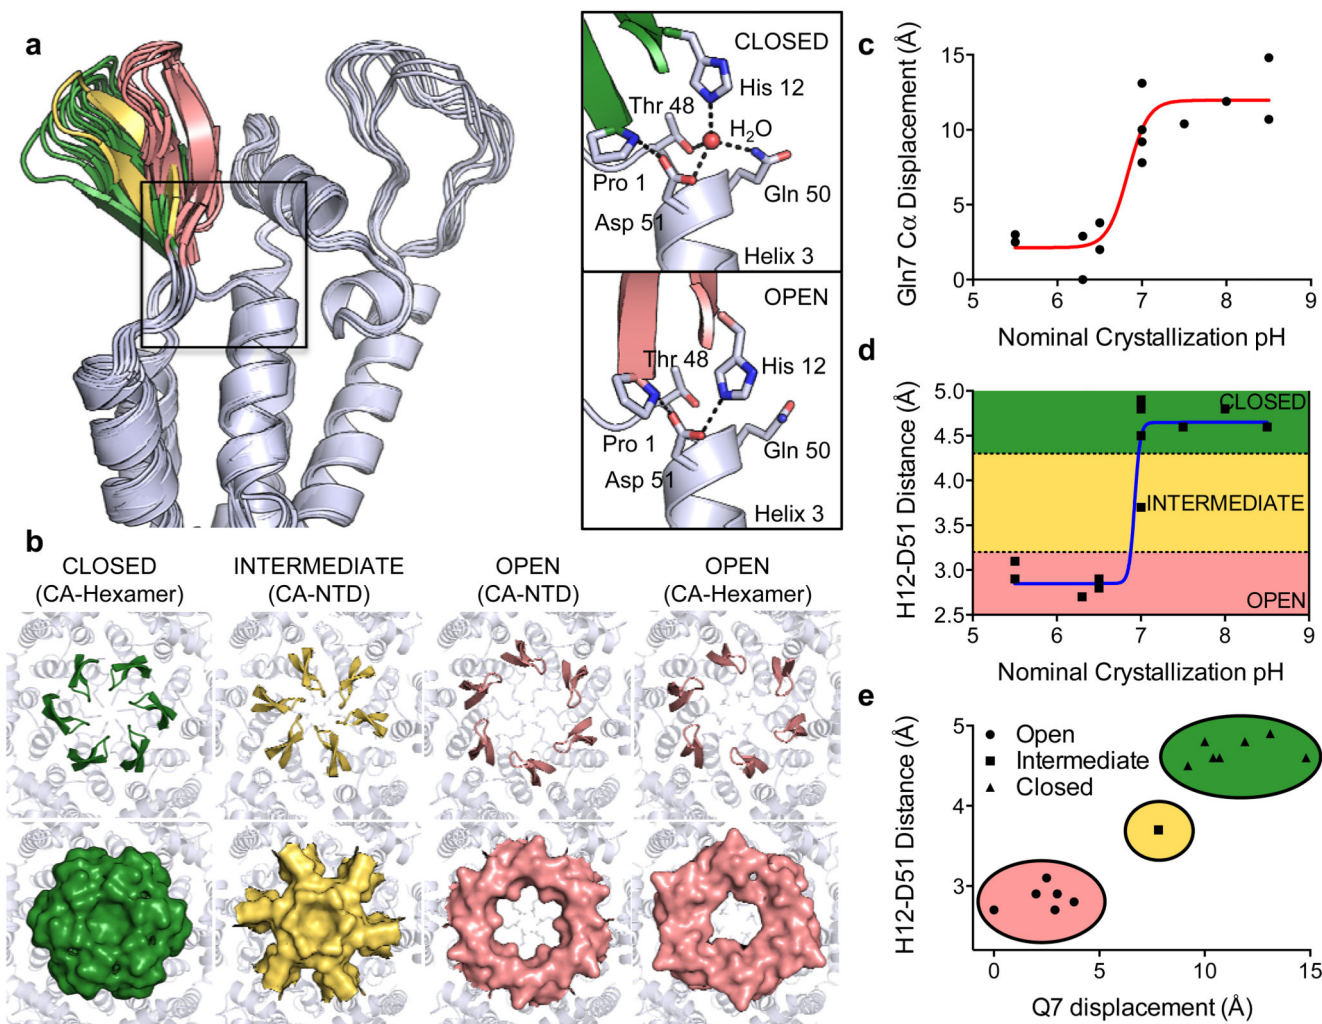 a
CLOSED
His 12
Thr 48
H2O
Pro 1
Gln 50
Asp 51
Helix 3
OPEN
Thr 48
His 12
Pro 1
Gln 50
Asp 51
Helix 3
b
CLOSED
(CA-Hexamer)
INTERMEDIATE
(CA-NTD)
OPEN
(CA-NTD)
OPEN
(CA-Hexamer)
c
Gln7 Cα Displacement (Å)
15
10
5
0
5 6 7 8 9
Nominal Crystallization pH
d
H12-D51 Distance (Å)
5.0
4.5
4.0
3.5
3.0
2.5
CLOSED
INTERMEDIATE
OPEN
5 6 7 8 9
Nominal Crystallization pH
e
H12-D51 Distance (Å)
5
4
3
Open
Intermediate
Closed
0 5 10 15
Q7 displacement (Å)